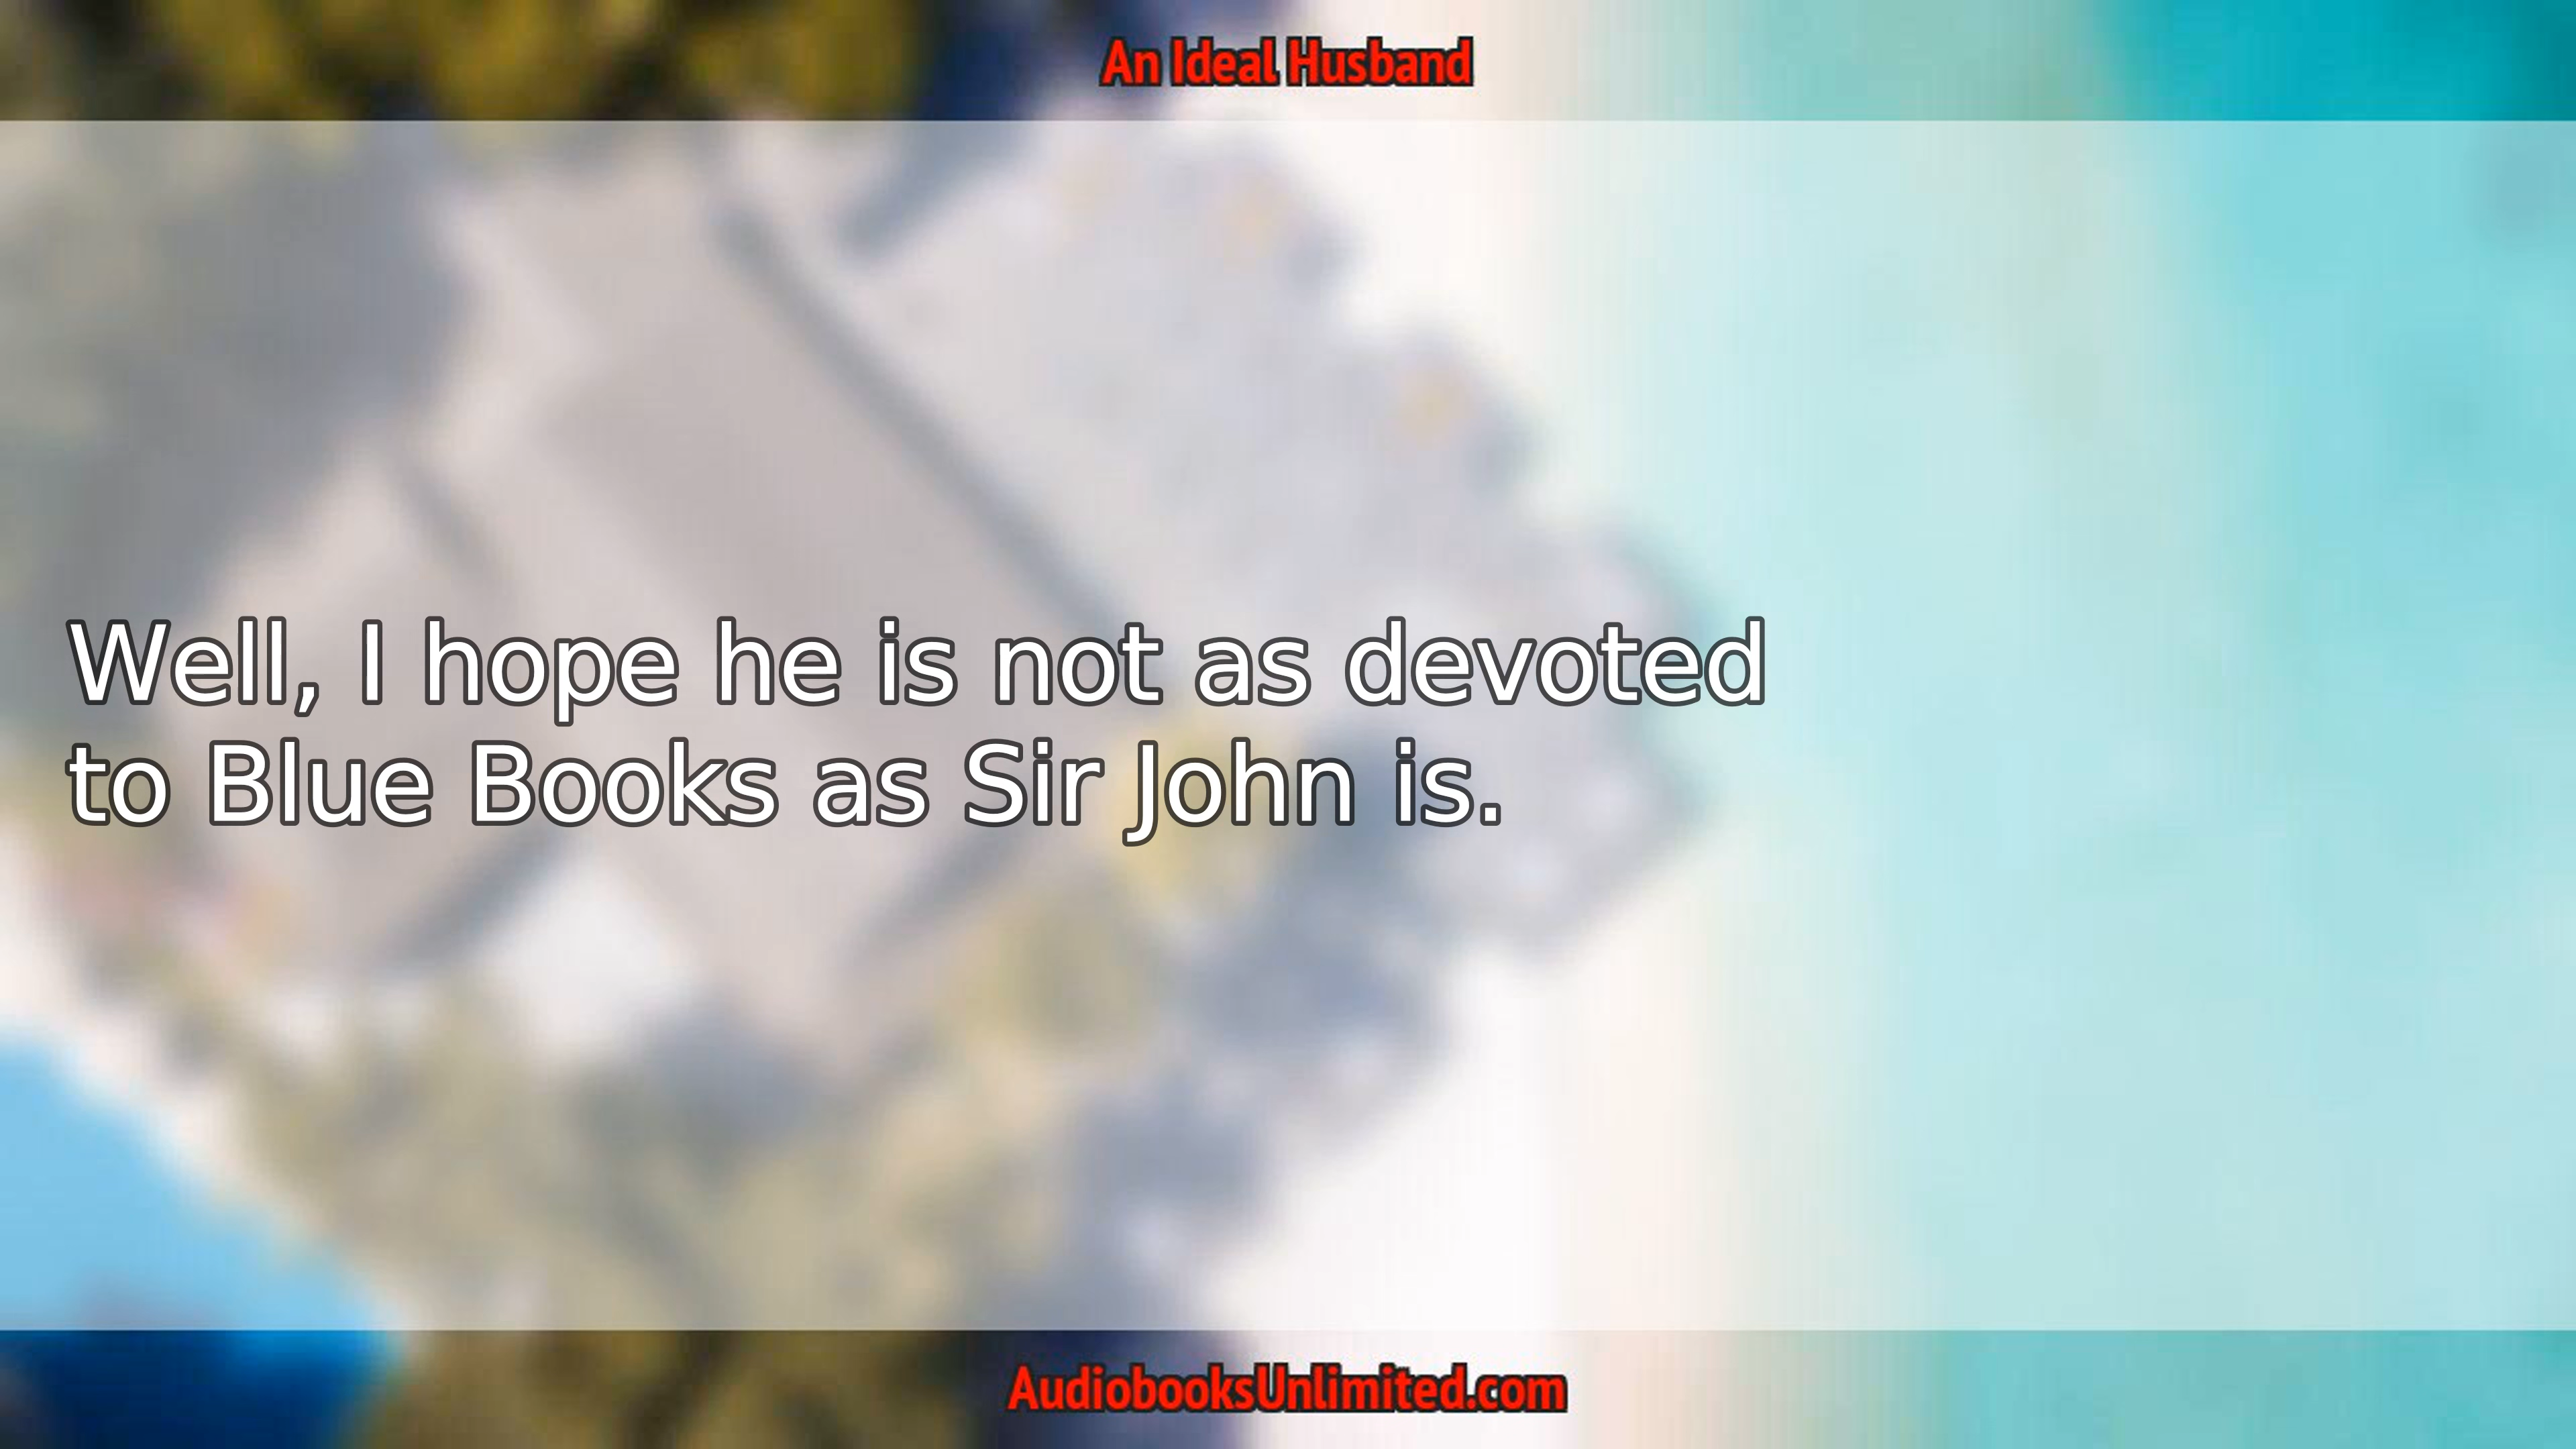 An Ideal Husband
Well, I hope he is not as devoted
to Blue Books as Sir John is.
AudiobooksUnlimited.com